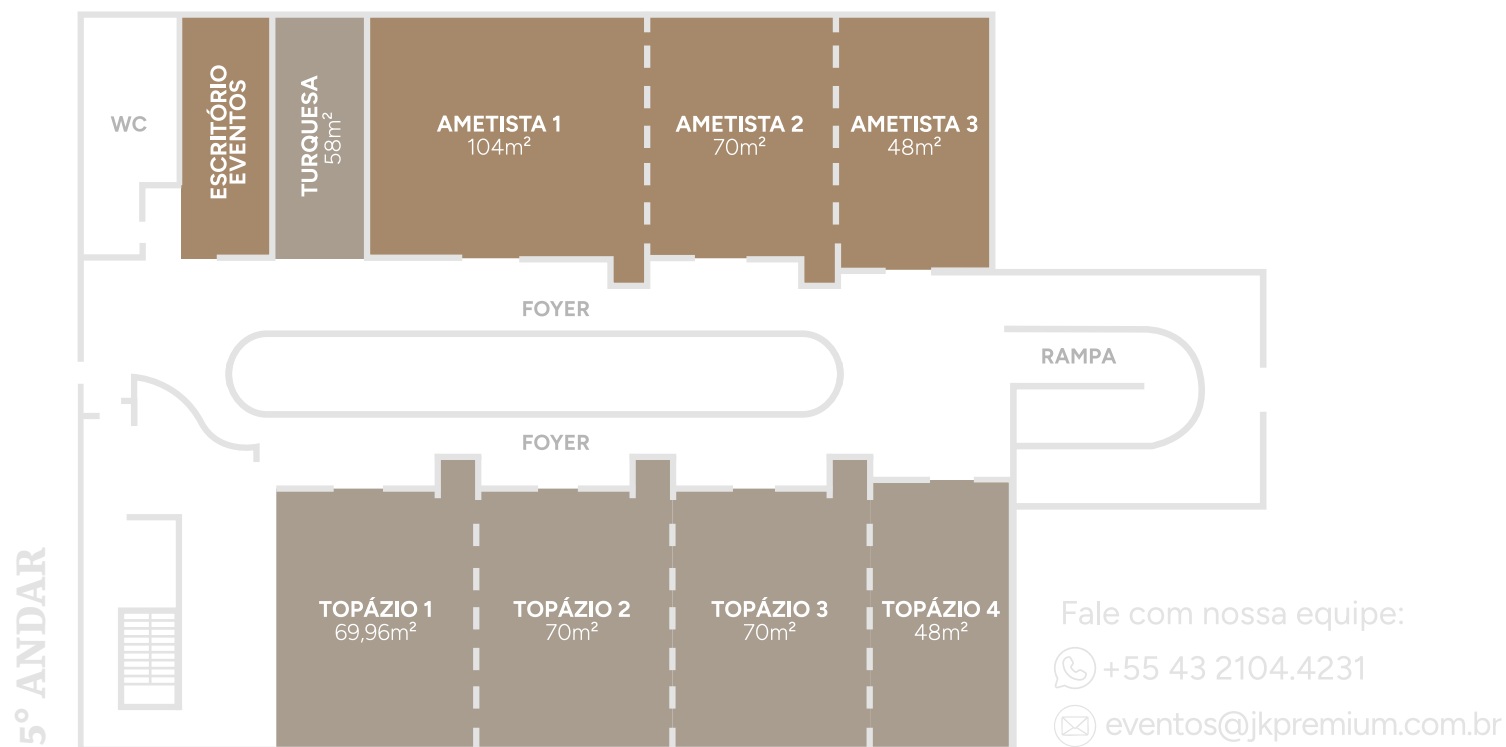 WC
ESCRITÓRIO
EVENTOS
TURQUESA
58m²
AMETISTA 1
104m²
AMETISTA 2
70m²
AMETISTA 3
48m²
FOYER
RAMPA
FOYER
TOPÁZIO 1
69,96m²
TOPÁZIO 2
70m²
TOPÁZIO 3
70m²
TOPÁZIO 4
48m²
5° ANDAR
Fale com nossa equipe:
+55 43 2104.4231
eventos@jkpremium.com.br